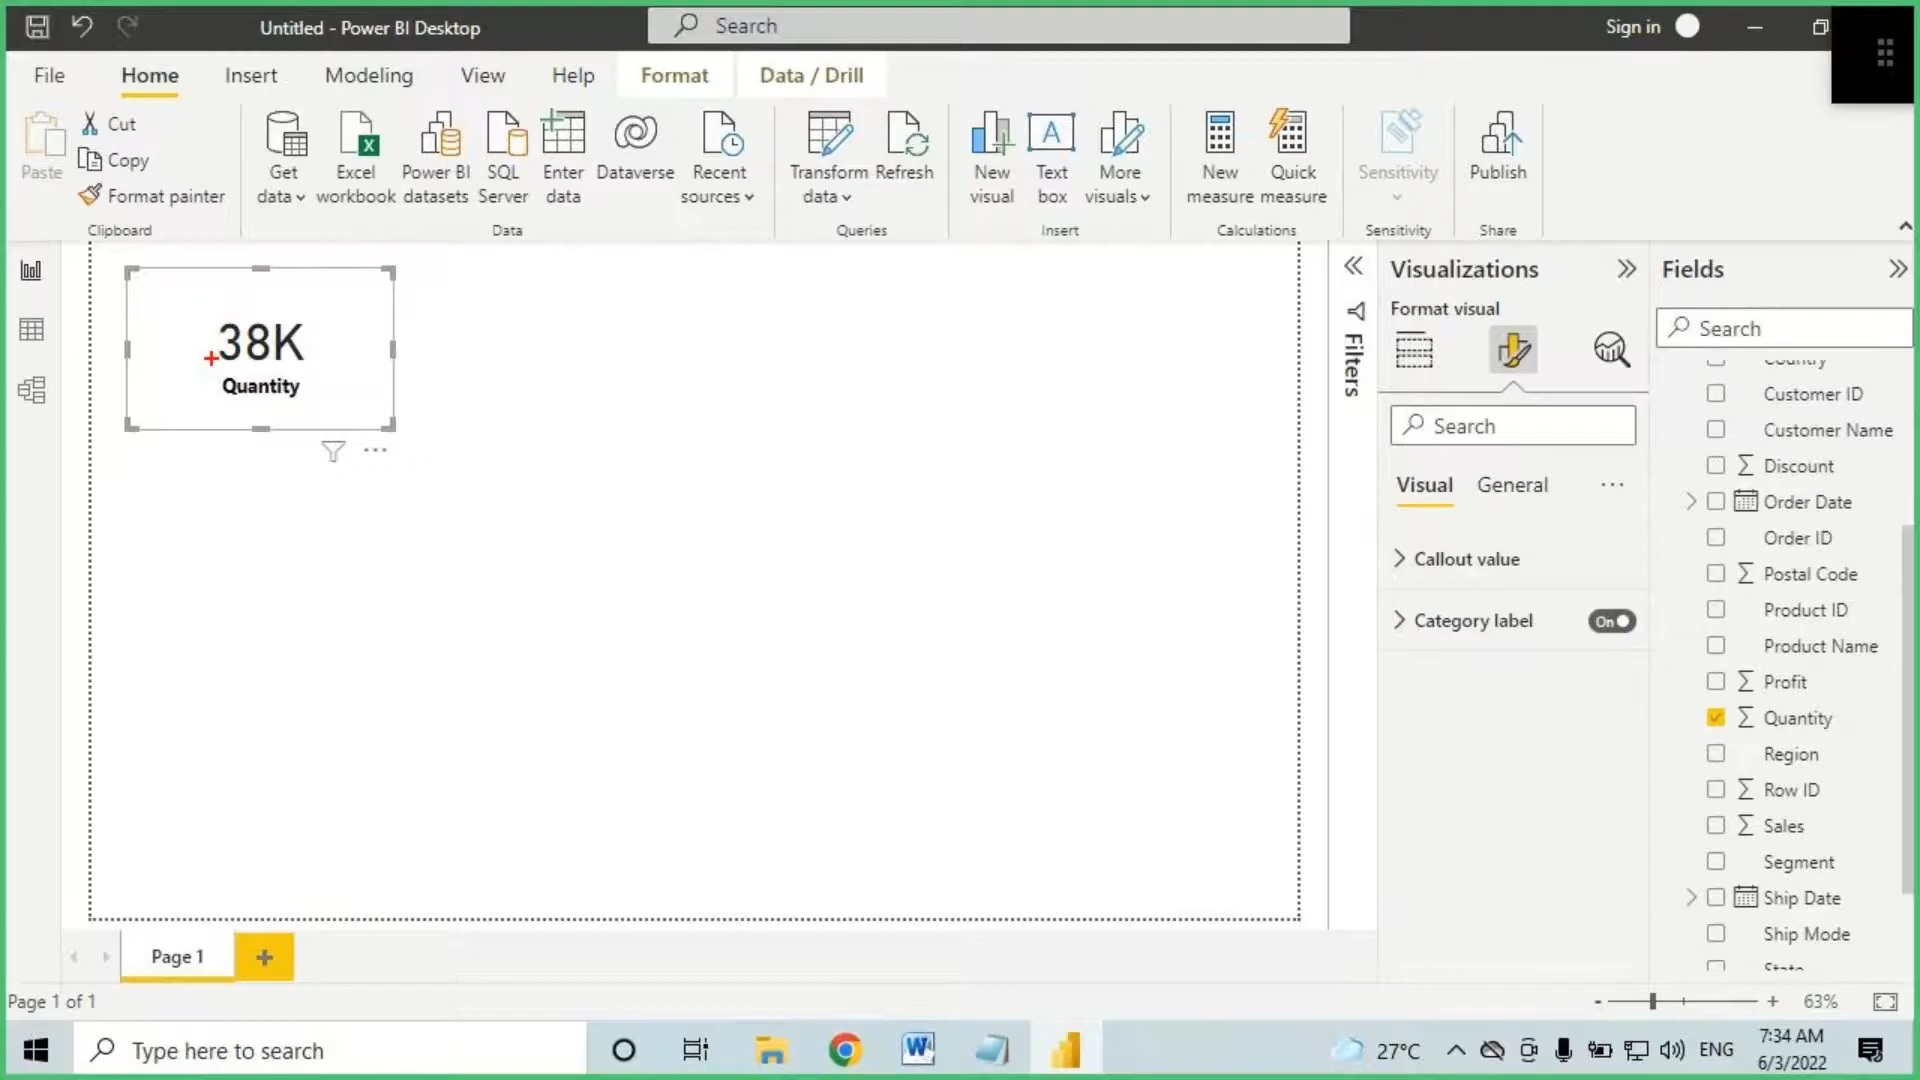 Untitled - Power BI Desktop
Search
Sign in
File
Home
Insert
Modeling
View
Help
Format
Data / Drill
Paste
Cut
Copy
Format painter
Clipboard
Get data
Excel workbook
Power BI datasets
SQL Server
Enter data
Dataverse
Recent sources
Data
Transform data
Refresh
Queries
New visual
A
Text box
More visuals
Insert
New measure
Quick measure
Calculations
Sensitivity
Sensitivity
Publish
Share
38K
Quantity
Filters
Visualizations
Format visual
Search
Visual
General
Callout value
Category label
On
Fields
Search
Country
Customer ID
Customer Name
Discount
Order Date
Order ID
Postal Code
Product ID
Product Name
Profit
Quantity
Region
Row ID
Sales
Segment
Ship Date
Ship Mode
State
Page 1
Page 1 of 1
63%
Type here to search
27°C
ENG
7:34 AM
6/3/2022